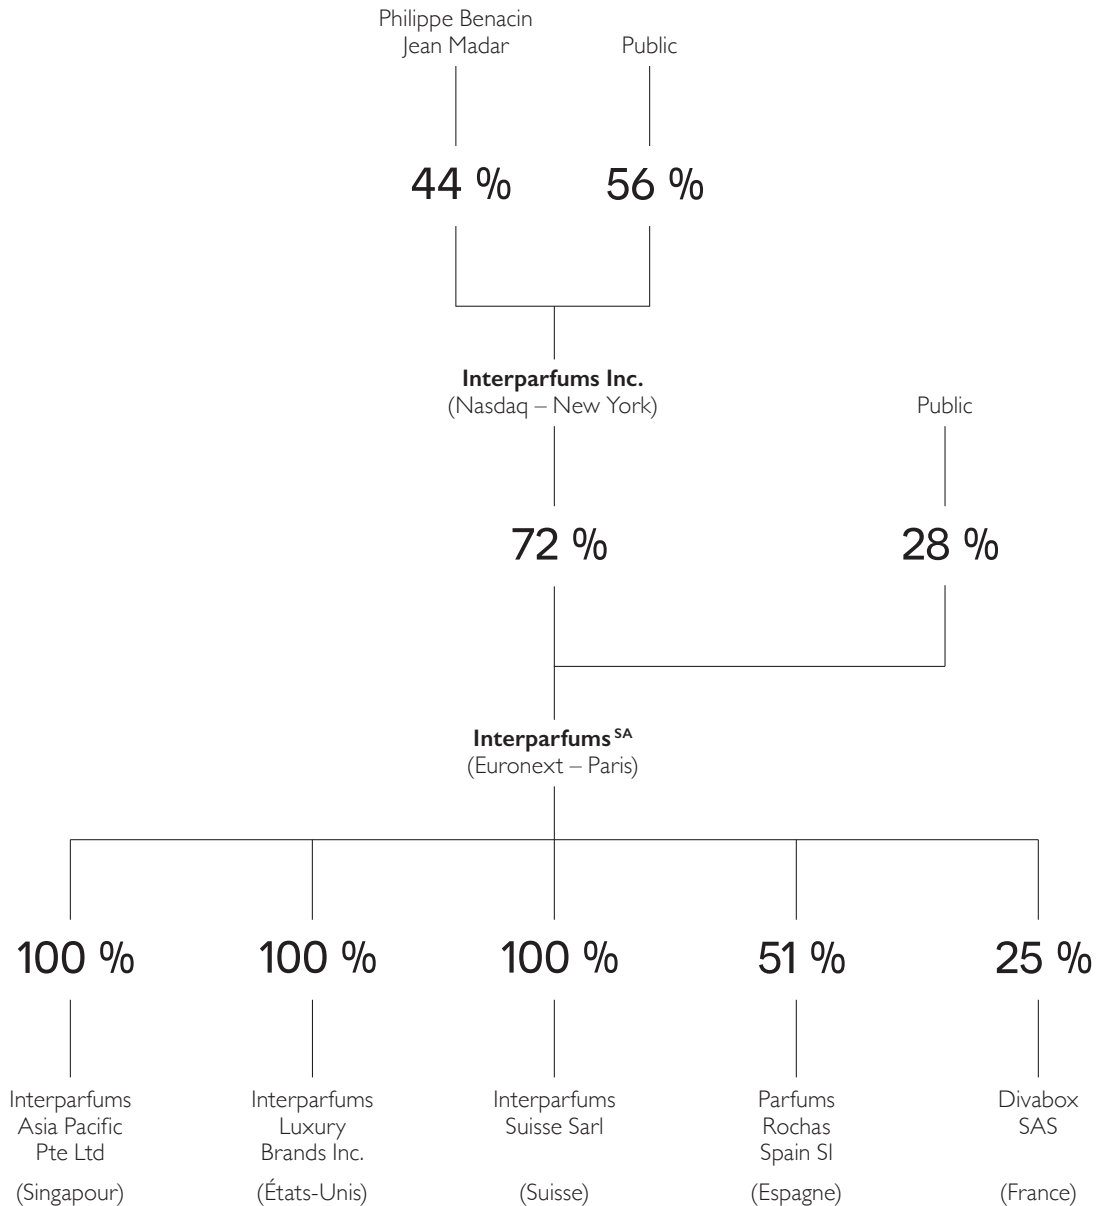 Philippe Benacin
Jean Madar
Public
44 %
56 %
Interparfums Inc.
(Nasdaq – New York)
Public
72 %
28 %
Interparfums SA
(Euronext – Paris)
100 %
100 %
100 %
51 %
25 %
Interparfums
Asia Pacific
Pte Ltd
(Singapour)
Interparfums
Luxury
Brands Inc.
(États-Unis)
Interparfums
Suisse Sarl
(Suisse)
Parfums
Rochas
Spain Sl
(Espagne)
Divabox
SAS
(France)